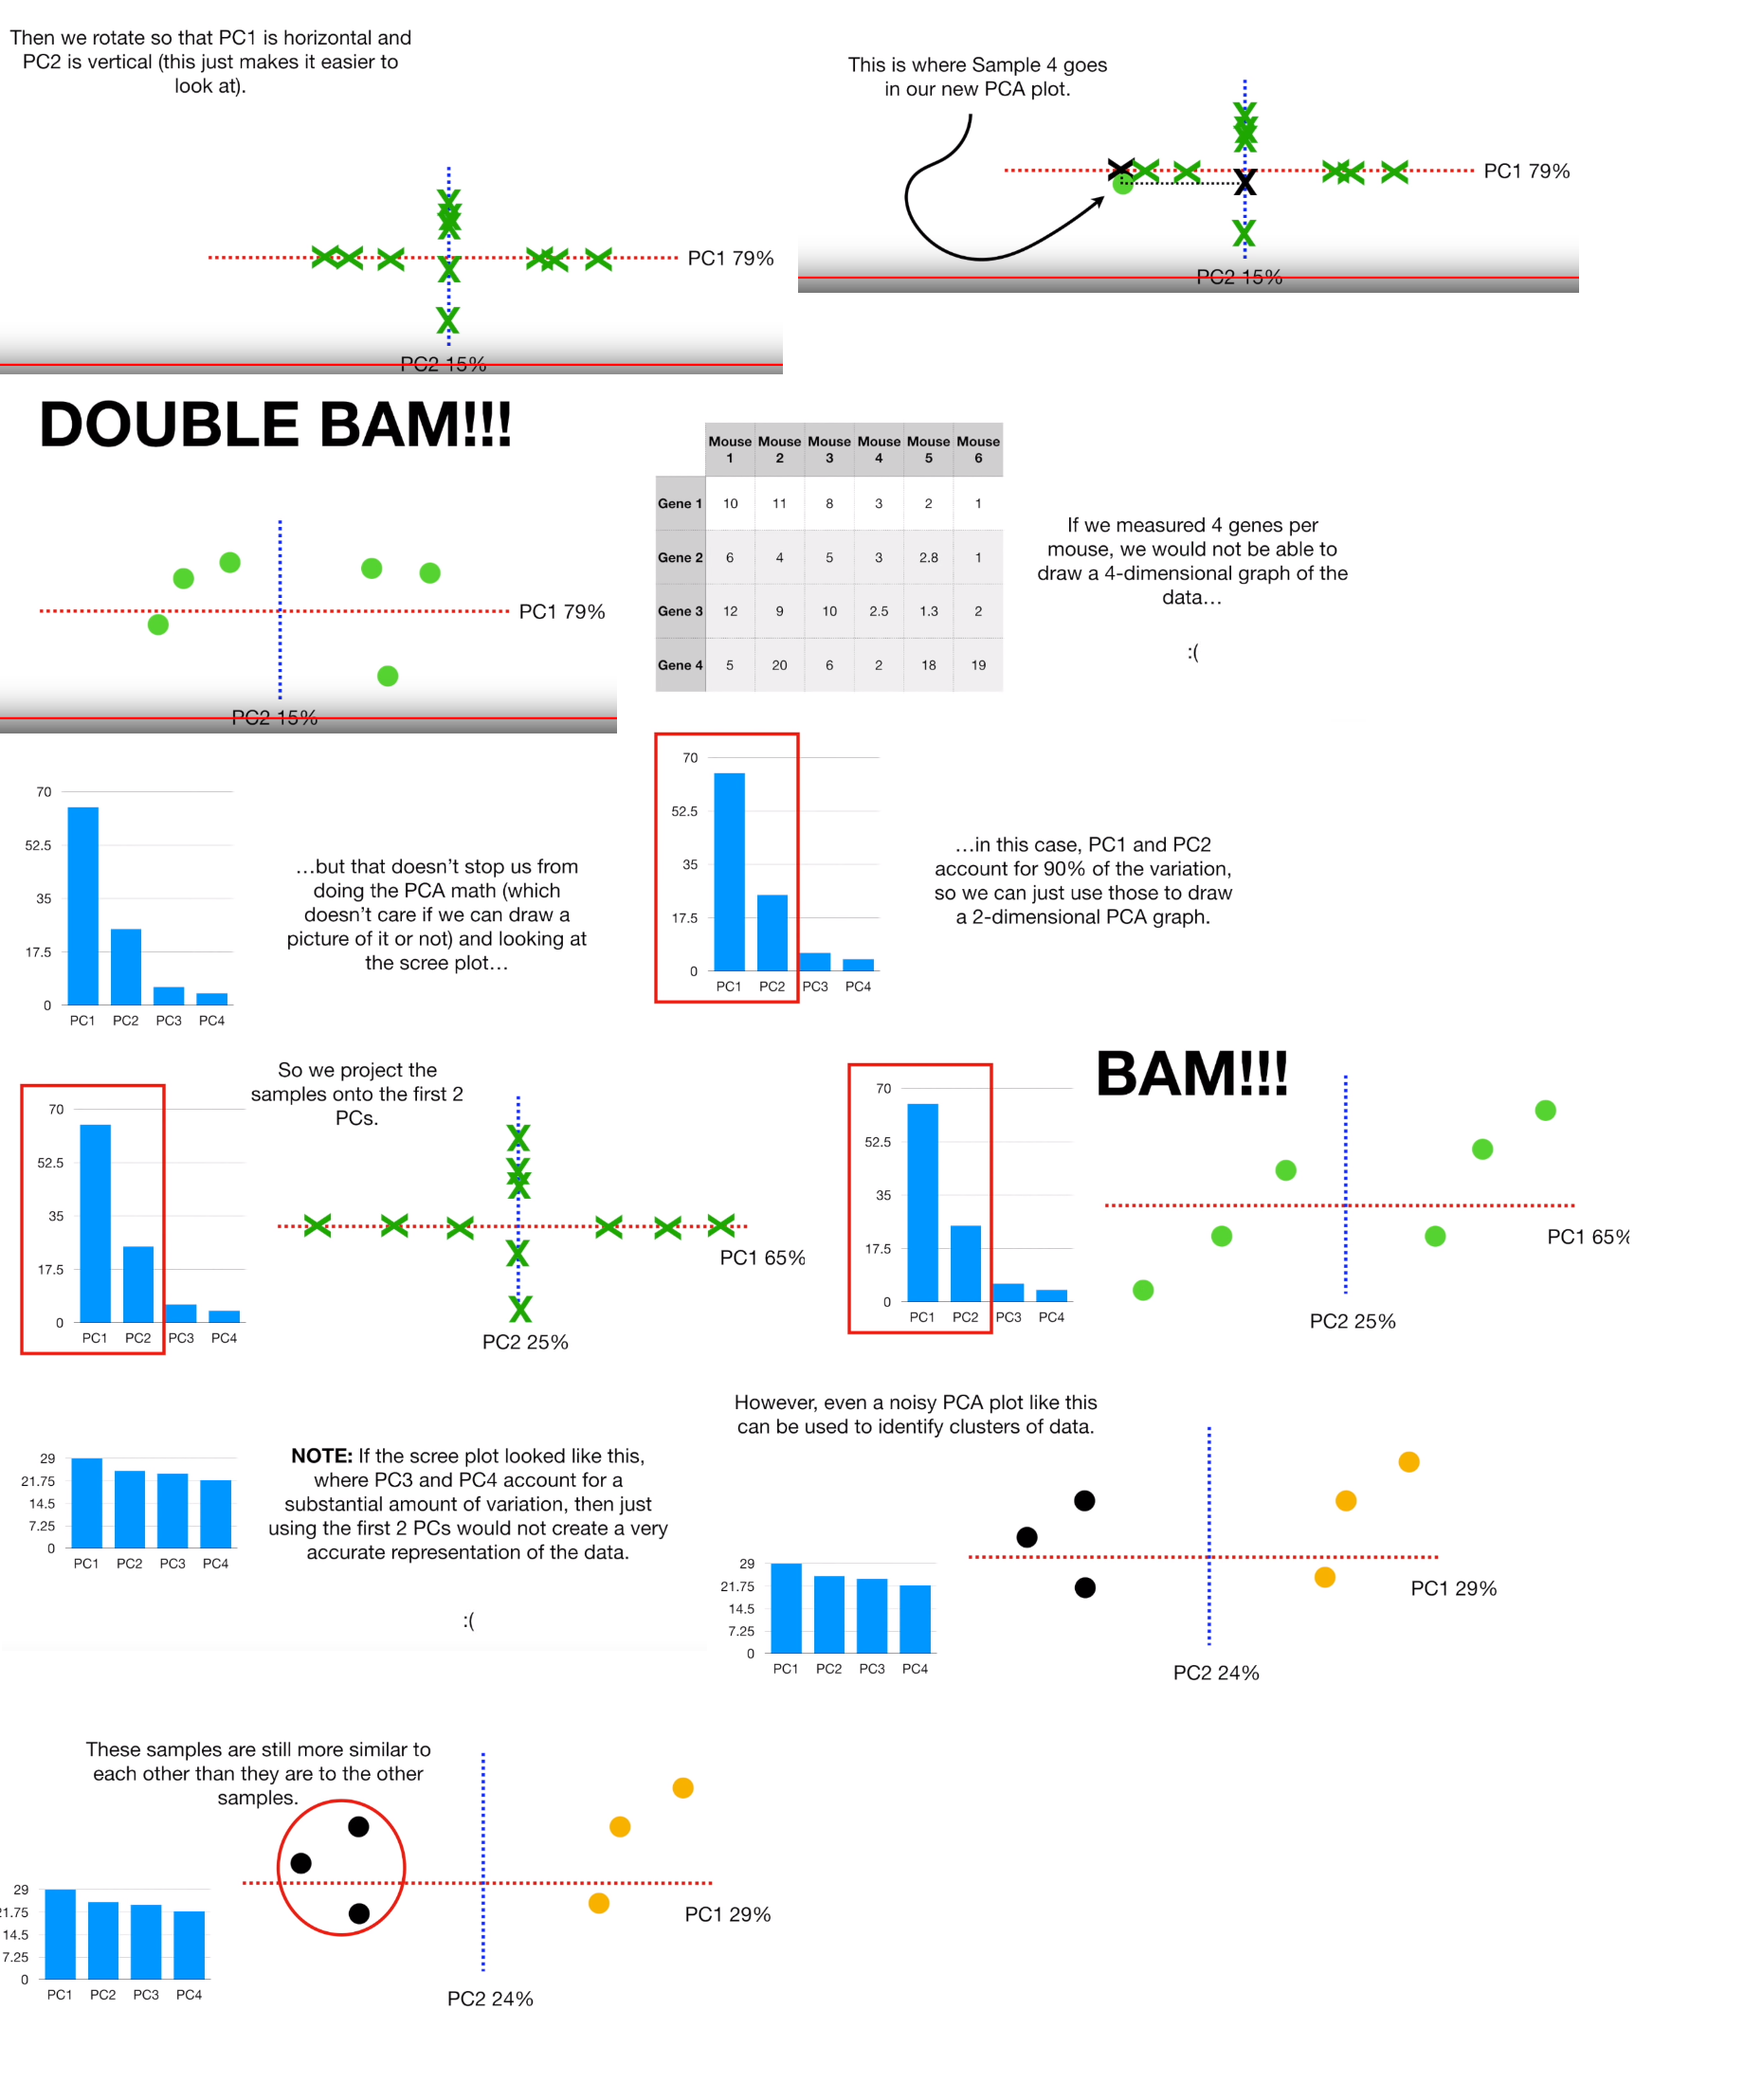 Then we rotate so that PC1 is horizontal and
PC2 is vertical (this just makes it easier to
look at).
PC1 79%
PC2 15%
This is where Sample 4 goes
in our new PCA plot.
PC1 79%
PC2 15%
DOUBLE BAM!!!
PC1 79%
PC2 15%
Mouse 1 Mouse 2 Mouse 3 Mouse 4 Mouse 5 Mouse 6
Gene 1 10 11 8 3 2 1
Gene 2 6 4 5 3 2.8 1
Gene 3 12 9 10 2.5 1.3 2
Gene 4 5 20 6 2 18 19
If we measured 4 genes per
mouse, we would not be able to
draw a 4-dimensional graph of the
data…
:(
70
52.5
35
17.5
0
PC1 PC2 PC3 PC4
…but that doesn’t stop us from
doing the PCA math (which
doesn’t care if we can draw a
picture of it or not) and looking at
the scree plot…
70
52.5
35
17.5
0
PC1 PC2 PC3 PC4
…in this case, PC1 and PC2
account for 90% of the variation,
so we can just use those to draw
a 2-dimensional PCA graph.
70
52.5
35
17.5
0
PC1 PC2 PC3 PC4
So we project the
samples onto the first 2
PCs.
PC1 65%
PC2 25%
70
52.5
35
17.5
0
PC1 PC2 PC3 PC4
BAM!!!
PC1 65%
PC2 25%
29
21.75
14.5
7.25
0
PC1 PC2 PC3 PC4
NOTE: If the scree plot looked like this,
where PC3 and PC4 account for a
substantial amount of variation, then just
using the first 2 PCs would not create a very
accurate representation of the data.
:(
However, even a noisy PCA plot like this
can be used to identify clusters of data.
29
21.75
14.5
7.25
0
PC1 PC2 PC3 PC4
PC1 29%
PC2 24%
These samples are still more similar to
each other than they are to the other
samples.
29
21.75
14.5
7.25
0
PC1 PC2 PC3 PC4
PC1 29%
PC2 24%